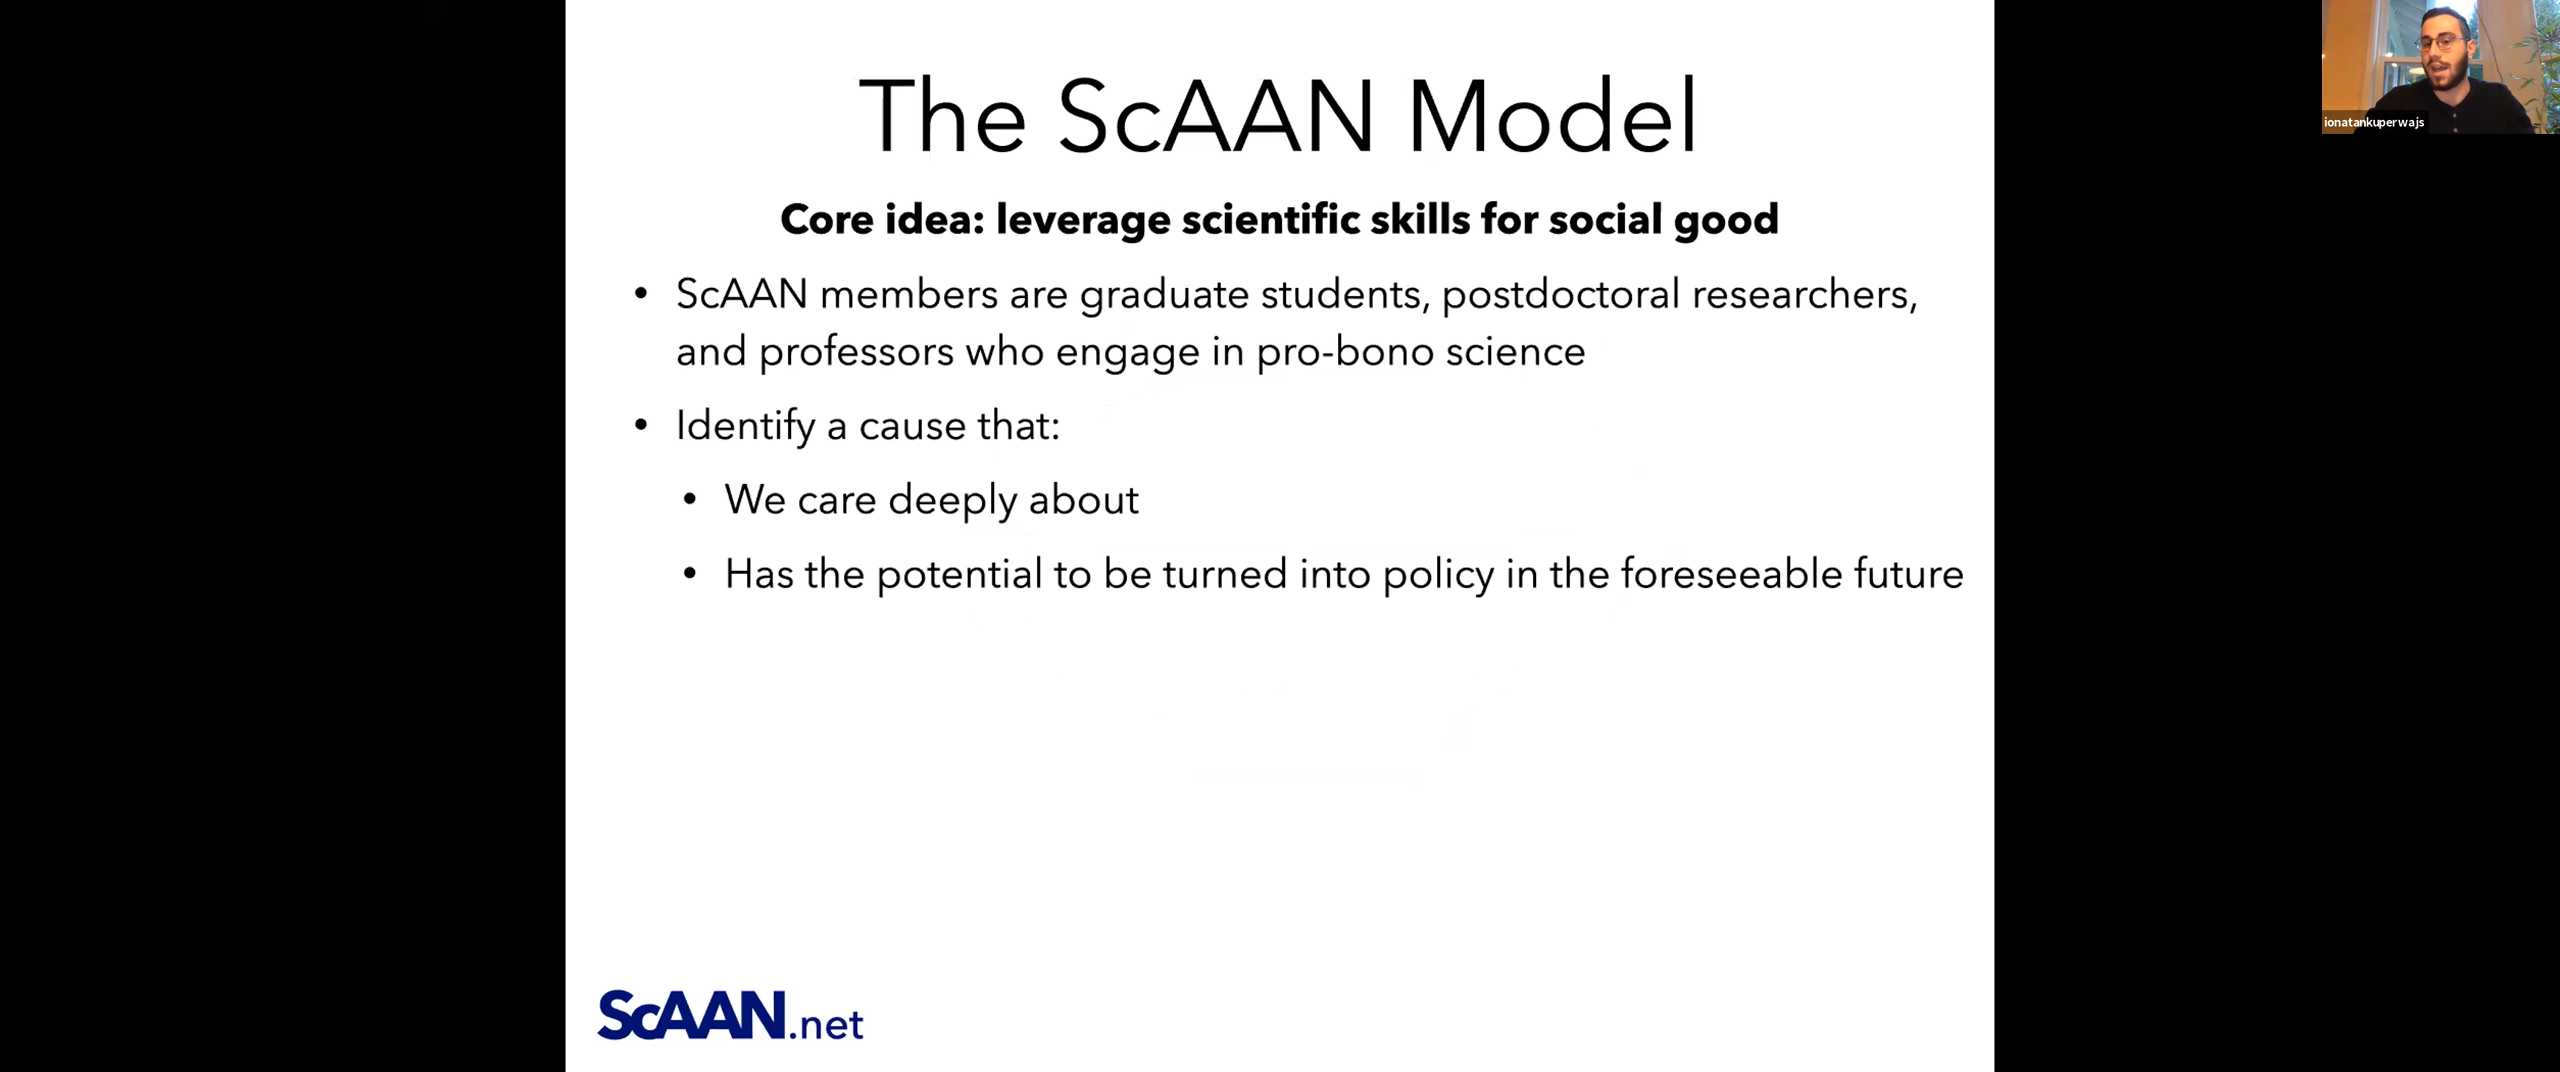 The ScAAN Model
Core idea: leverage scientific skills for social good
• ScAAN members are graduate students, postdoctoral researchers,
and professors who engage in pro-bono science
• Identify a cause that:
• We care deeply about
• Has the potential to be turned into policy in the foreseeable future
ScAAN.net
ionatankuperwajs